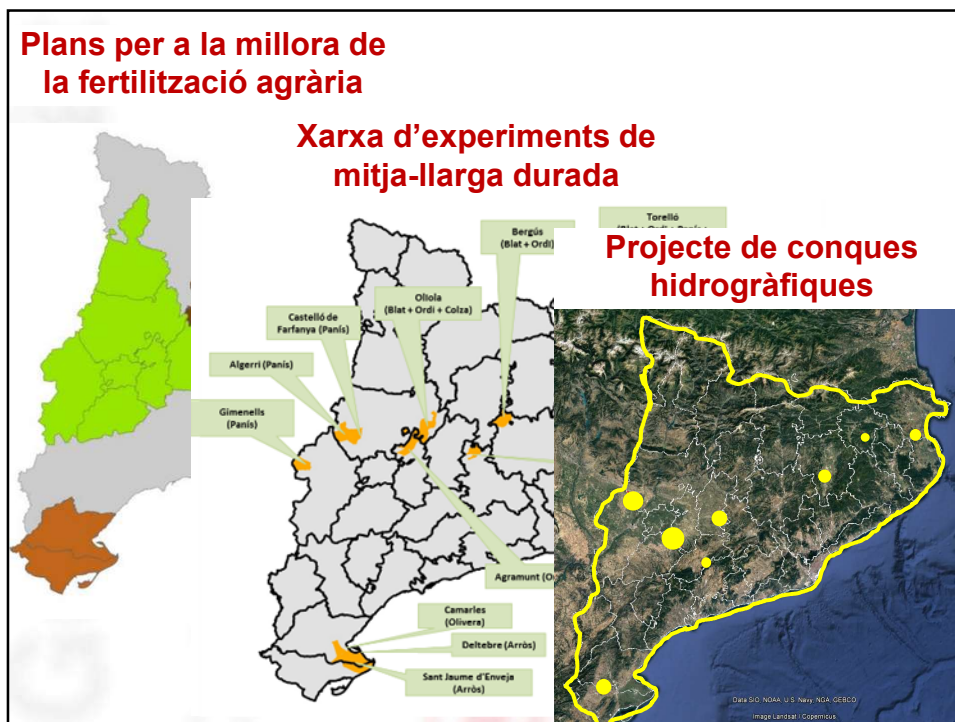 Plans per a la millora de
la fertilització agrària
Xarxa d’experiments de
mitja-llarga durada
Torelló
Bergús
(Blat + Ordi)
Projecte de conques
hidrogràfiques
Oliola
(Blat + Ordi + Colza)
Castelló de
Farfanya (Panís)
Algerri (Panís)
Gimenells
(Panís)
Agramunt
Camarles
(Olivera)
Deltebre (Arròs)
Sant Jaume d'Enveja
(Arròs)
Data SIO, NOAA, U.S. Navy, NGA, GEBCO
Image Landsat / Copernicus